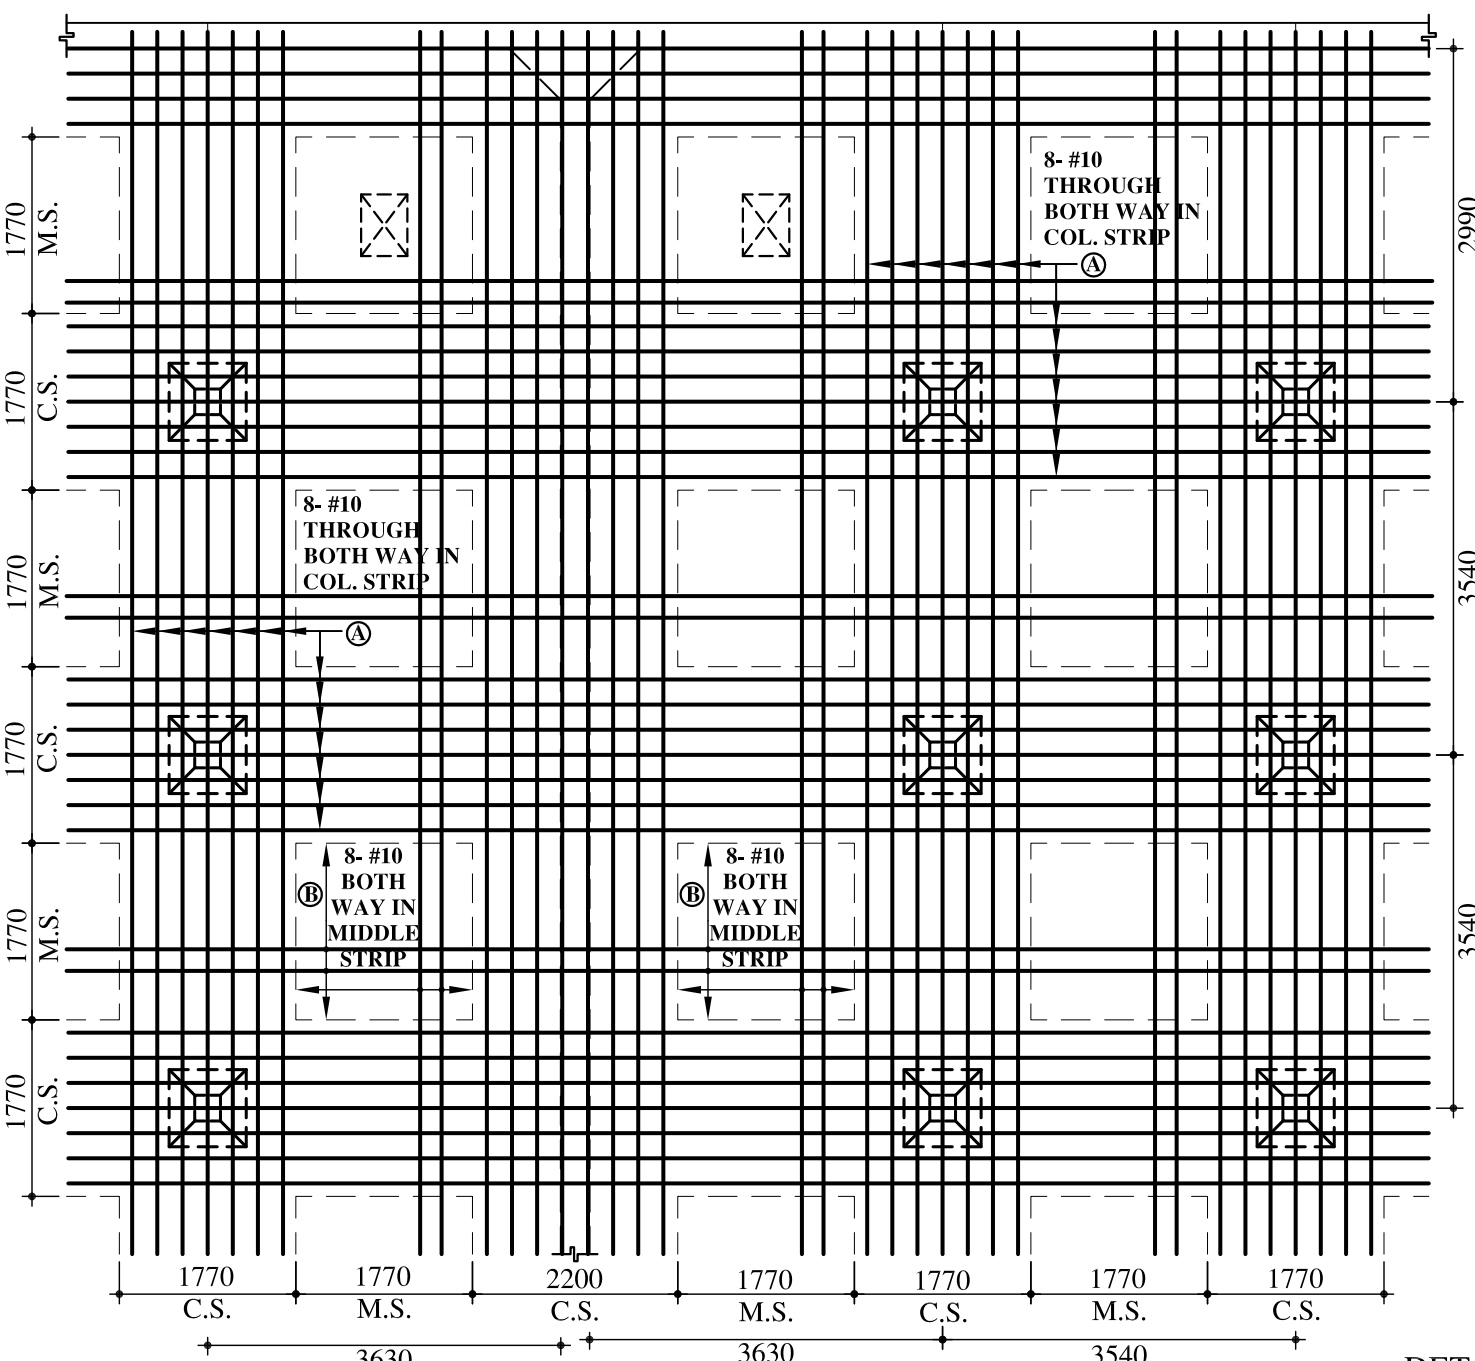 8- #10
THROUGH
BOTH WAY IN
COL. STRIP
A
1770
M.S.
2990
1770
C.S.
8- #10
THROUGH
BOTH WAY IN
COL. STRIP
A
1770
M.S.
3540
1770
C.S.
8- #10
BOTH
WAY IN
MIDDLE
STRIP
B
8- #10
BOTH
WAY IN
MIDDLE
STRIP
B
1770
M.S.
3540
1770
C.S.
1770 1770 2200 1770 1770 1770 1770
C.S. M.S. C.S. M.S. C.S. M.S. C.S.
3630 3630 3540
DET